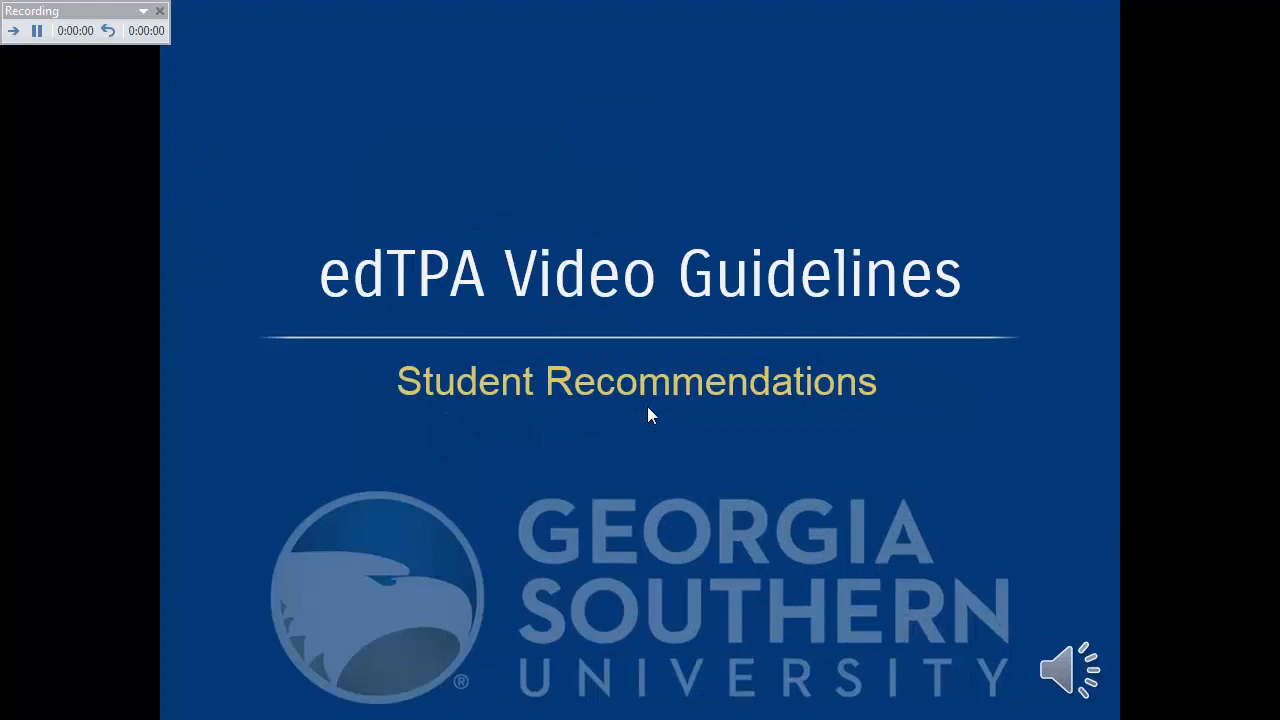 Recording
0:00:00 0:00:00
edTPA Video Guidelines
Student Recommendations
GEORGIA
SOUTHERN
UNIVERSITY
®